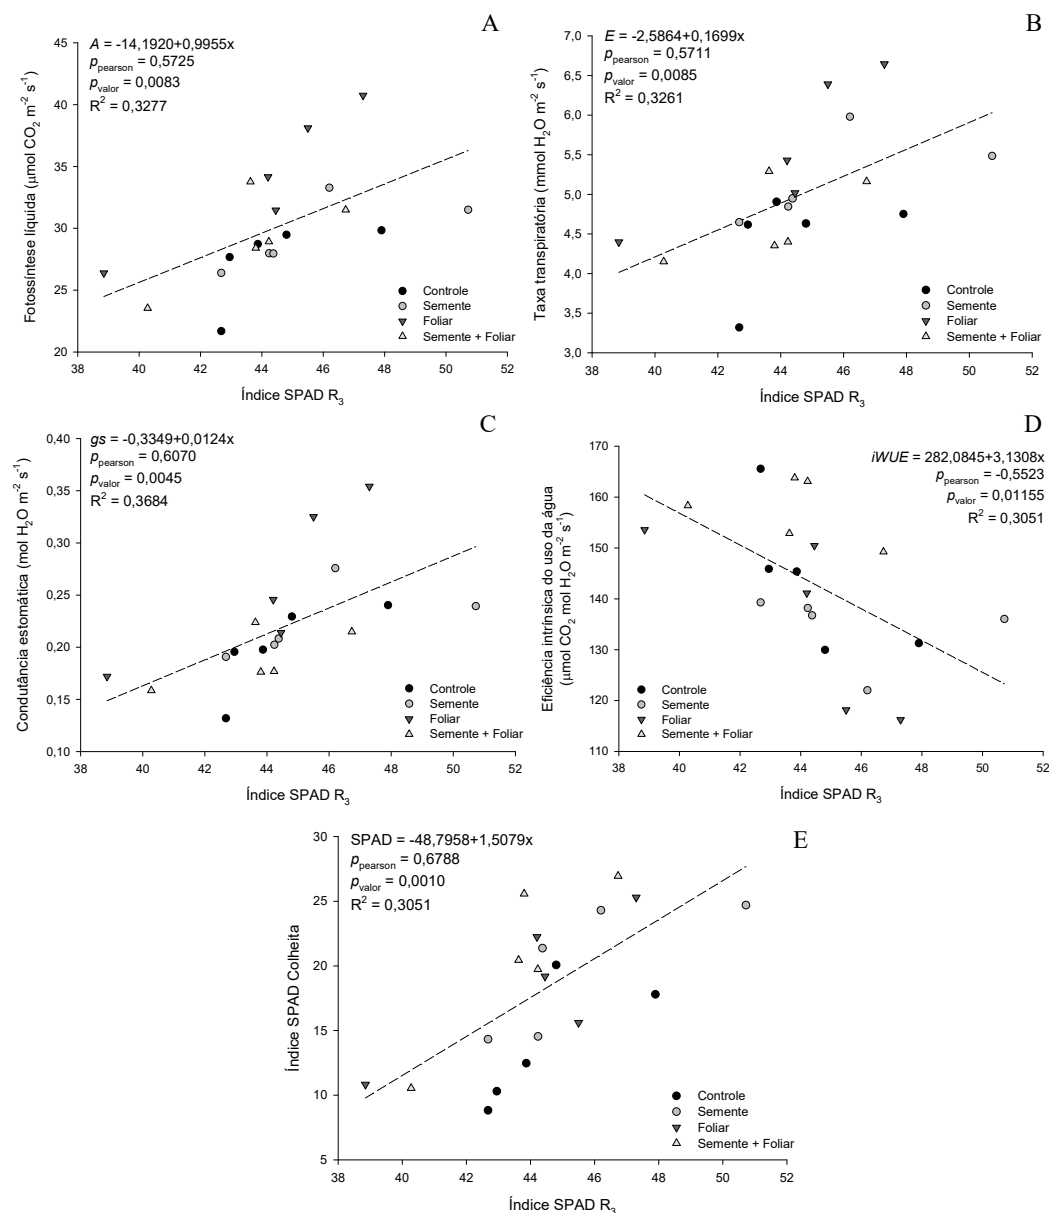 A
A = -14,1920+0,9955x
p pearson = 0,5725
p valor = 0,0083
R² = 0,3277
Fotossíntese líquida (μmol CO₂ m⁻² s⁻¹)
45
40
35
30
25
20
Controle
Semente
Foliar
Semente + Foliar
38 40 42 44 46 48 50 52
Índice SPAD R₃
B
E = -2,5864+0,1699x
p pearson = 0,5711
p valor = 0,0085
R² = 0,3261
Taxa transpiratória (mmol H₂O m⁻² s⁻¹)
7,0
6,5
6,0
5,5
5,0
4,5
4,0
3,5
3,0
Controle
Semente
Foliar
Semente + Foliar
38 40 42 44 46 48 50 52
Índice SPAD R₃
C
gs = -0,3349+0,0124x
p pearson = 0,6070
p valor = 0,0045
R² = 0,3684
Condutância estomática (mol H₂O m⁻² s⁻¹)
0,40
0,35
0,30
0,25
0,20
0,15
0,10
Controle
Semente
Foliar
Semente + Foliar
38 40 42 44 46 48 50 52
Índice SPAD R₃
D
iWUE = 282,0845+3,1308x
p pearson = -0,5523
p valor = 0,01155
R² = 0,3051
Eficiência intrínsica do uso da água
(μmol CO₂ mol H₂O m⁻² s⁻¹)
170
160
150
140
130
120
110
Controle
Semente
Foliar
Semente + Foliar
38 40 42 44 46 48 50 52
Índice SPAD R₃
E
SPAD = -48,7958+1,5079x
p pearson = 0,6788
p valor = 0,0010
R² = 0,3051
Índice SPAD Colheita
30
25
20
15
10
5
Controle
Semente
Foliar
Semente + Foliar
38 40 42 44 46 48 50 52
Índice SPAD R₃